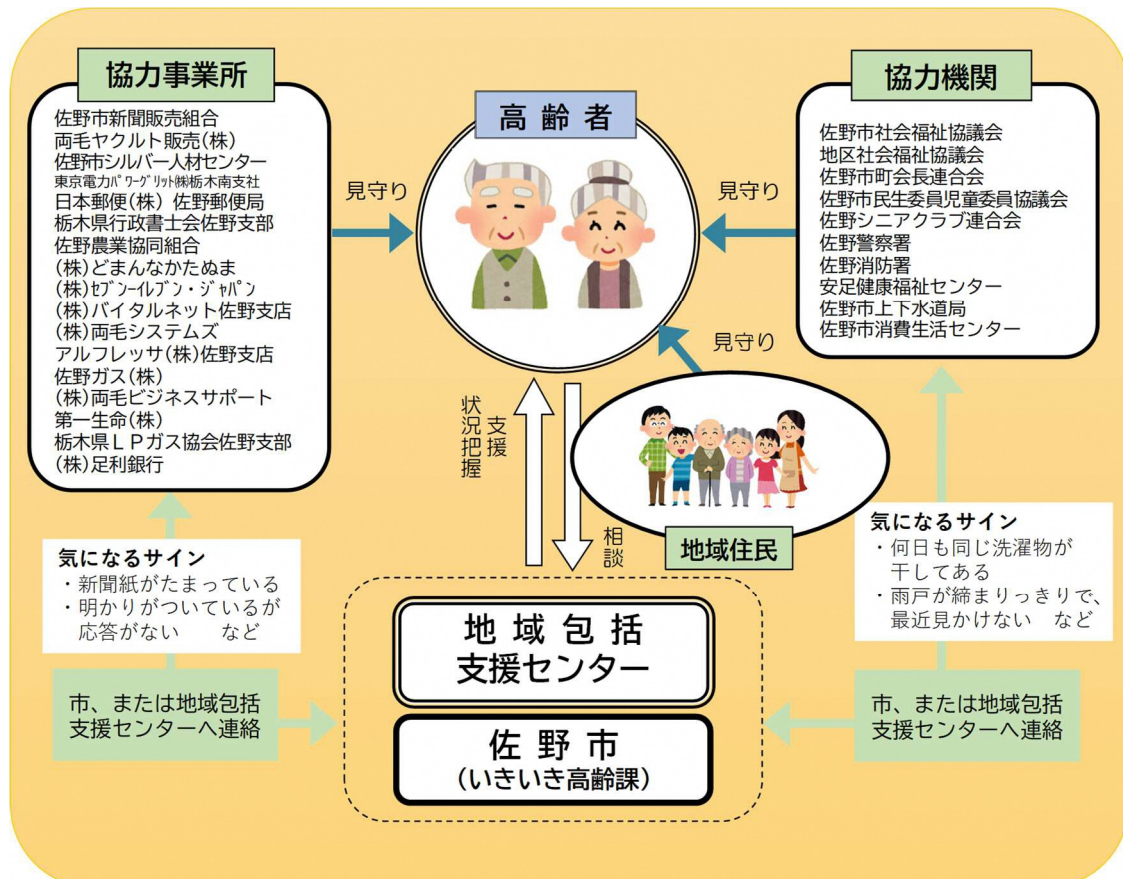 協力事業所
佐野市新聞販売組合
両毛ヤクルト販売(株)
佐野市シルバー人材センター
東京電力ﾊﾟﾜｰｸﾞﾘｯﾄﾞ㈱栃木南支社
日本郵便(株) 佐野郵便局
栃木県行政書士会佐野支部
佐野農業協同組合
(株)どまんなかたぬま
(株)ｾﾌﾞﾝｰｲﾚﾌﾞﾝ・ジャパン
(株)バイタルネット佐野支店
(株)両毛システムズ
アルフレッサ(株)佐野支店
佐野ガス(株)
(株)両毛ビジネスサポート
第一生命(株)
栃木県ＬＰガス協会佐野支部
(株)足利銀行
見守り
高齢者
見守り
協力機関
佐野市社会福祉協議会
地区社会福祉協議会
佐野市町会長連合会
佐野市民生委員児童委員協議会
佐野シニアクラブ連合会
佐野警察署
佐野消防署
安足健康福祉センター
佐野市上下水道局
佐野市消費生活センター
見守り
地域住民
支援
状況把握
相談
気になるサイン
・新聞紙がたまっている
・明かりがついているが
応答がない　など
市、または地域包括
支援センターへ連絡
気になるサイン
・何日も同じ洗濯物が
干してある
・雨戸が締まりっきりで、
最近見かけない　など
市、または地域包括
支援センターへ連絡
地域包括
支援センター
佐野市
(いきいき高齢課)